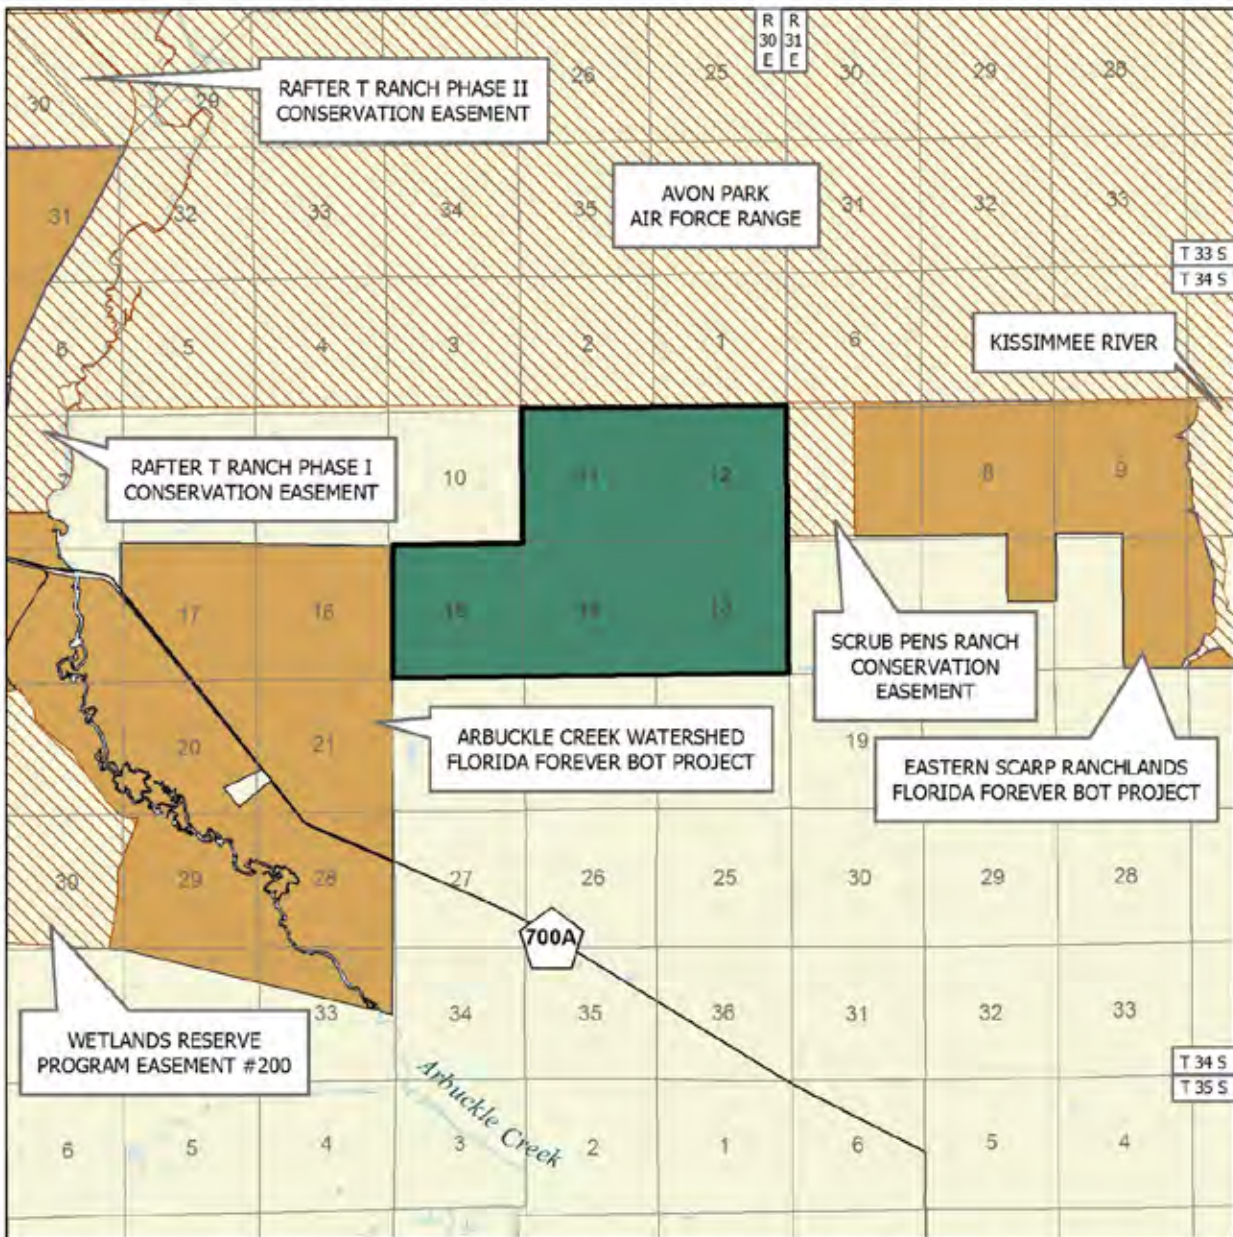 R
30
E
R
31
E
26
25
30
29
28
30
29
RAFTER T RANCH PHASE II
CONSERVATION EASEMENT
AVON PARK
AIR FORCE RANGE
31
32
33
34
35
31
32
33
T 33 S
T 34 S
6
5
4
3
2
1
6
KISSIMMEE RIVER
RAFTER T RANCH PHASE I
CONSERVATION EASEMENT
10
11
12
8
9
17
16
15
14
13
SCRUB PENS RANCH
CONSERVATION
EASEMENT
20
21
ARBUCKLE CREEK WATERSHED
FLORIDA FOREVER BOT PROJECT
19
EASTERN SCARP RANCHLANDS
FLORIDA FOREVER BOT PROJECT
30
29
28
27
26
25
30
29
28
700A
33
34
35
36
31
32
33
WETLANDS RESERVE
PROGRAM EASEMENT #200
T 34 S
T 35 S
Arbuckle Creek
6
5
4
3
2
1
6
5
4